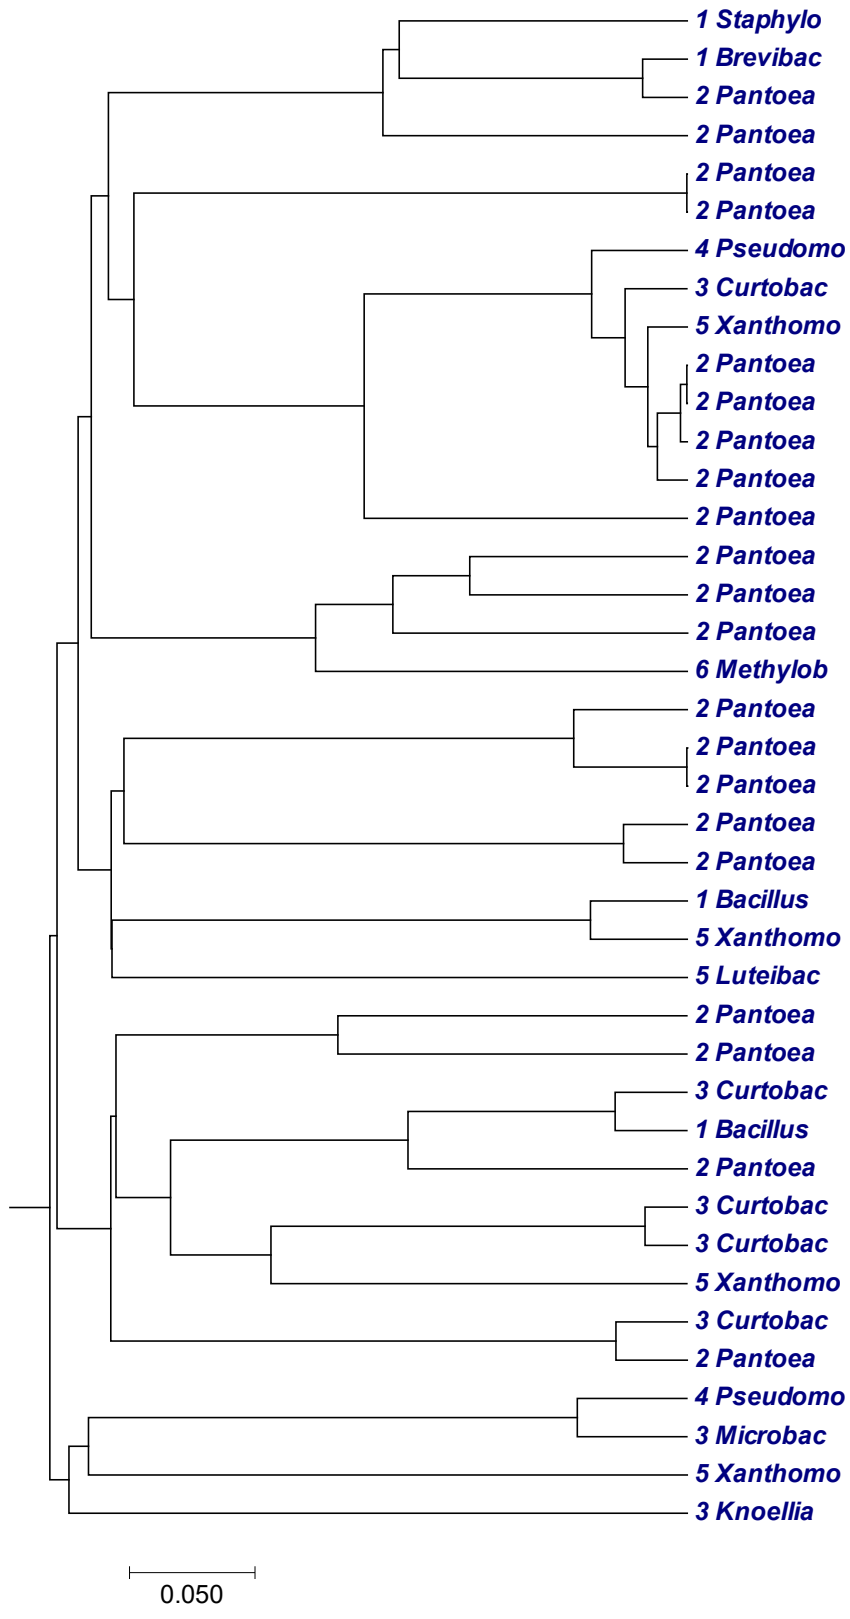 1 Staphylo
1 Brevibac
2 Pantoea
2 Pantoea
2 Pantoea
2 Pantoea
4 Pseudomo
3 Curtobac
5 Xanthomo
2 Pantoea
2 Pantoea
2 Pantoea
2 Pantoea
2 Pantoea
2 Pantoea
2 Pantoea
2 Pantoea
6 Methylob
2 Pantoea
2 Pantoea
2 Pantoea
2 Pantoea
2 Pantoea
1 Bacillus
5 Xanthomo
5 Luteibac
2 Pantoea
2 Pantoea
3 Curtobac
1 Bacillus
2 Pantoea
3 Curtobac
3 Curtobac
5 Xanthomo
3 Curtobac
2 Pantoea
4 Pseudomo
3 Microbac
5 Xanthomo
3 Knoellia
0.050